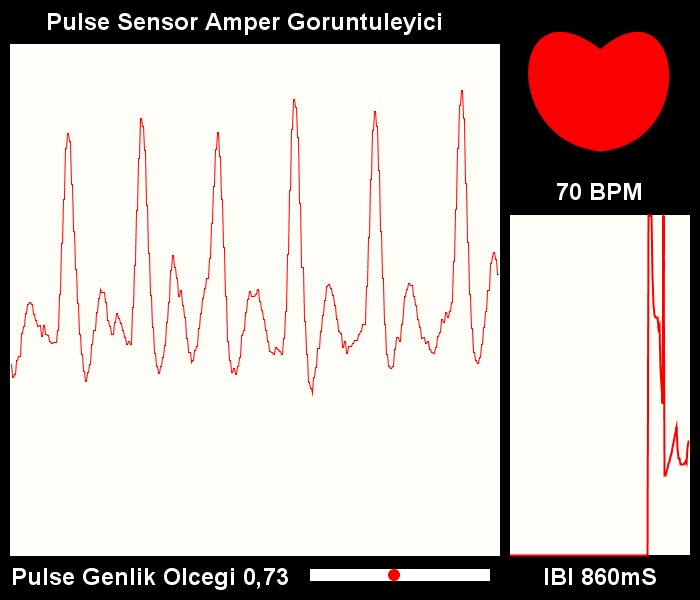 Pulse Sensor Amper Goruntuleyici
70 BPM
Pulse Genlik Olcegi 0,73
IBI 860mS